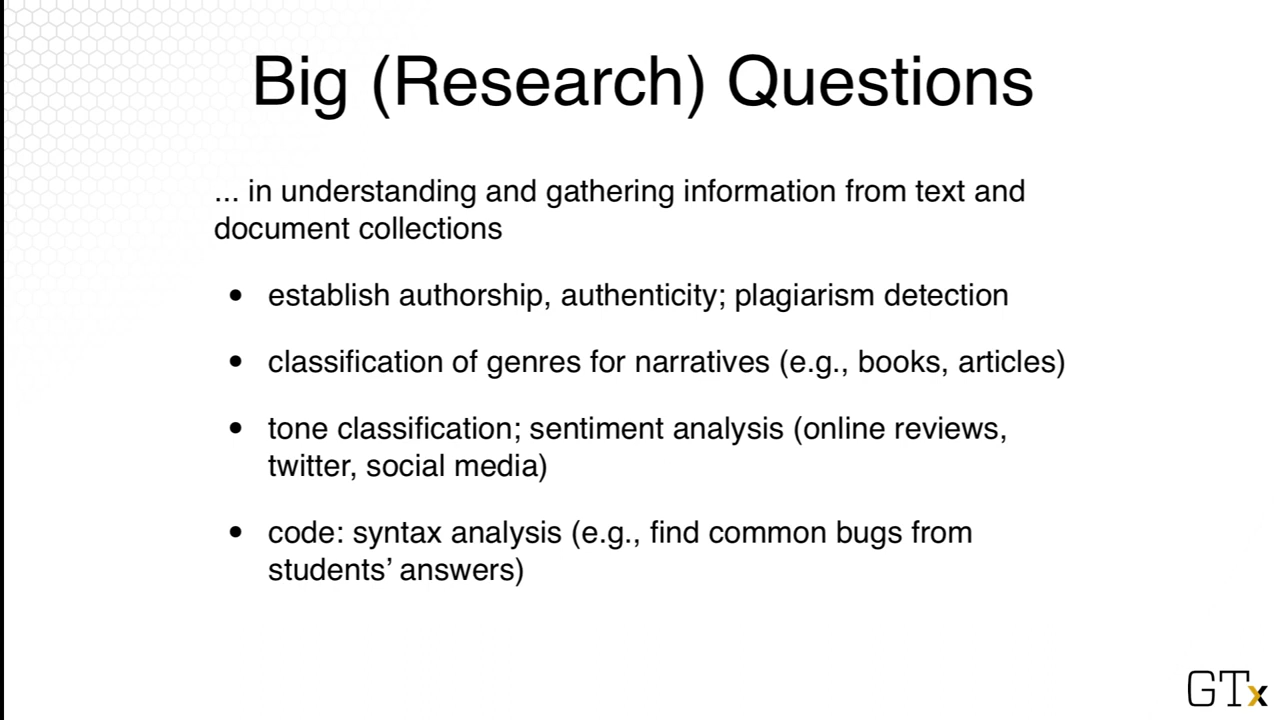 Big (Research) Questions
... in understanding and gathering information from text and
document collections
• establish authorship, authenticity; plagiarism detection
• classification of genres for narratives (e.g., books, articles)
• tone classification; sentiment analysis (online reviews,
twitter, social media)
• code: syntax analysis (e.g., find common bugs from
students’ answers)
GTx